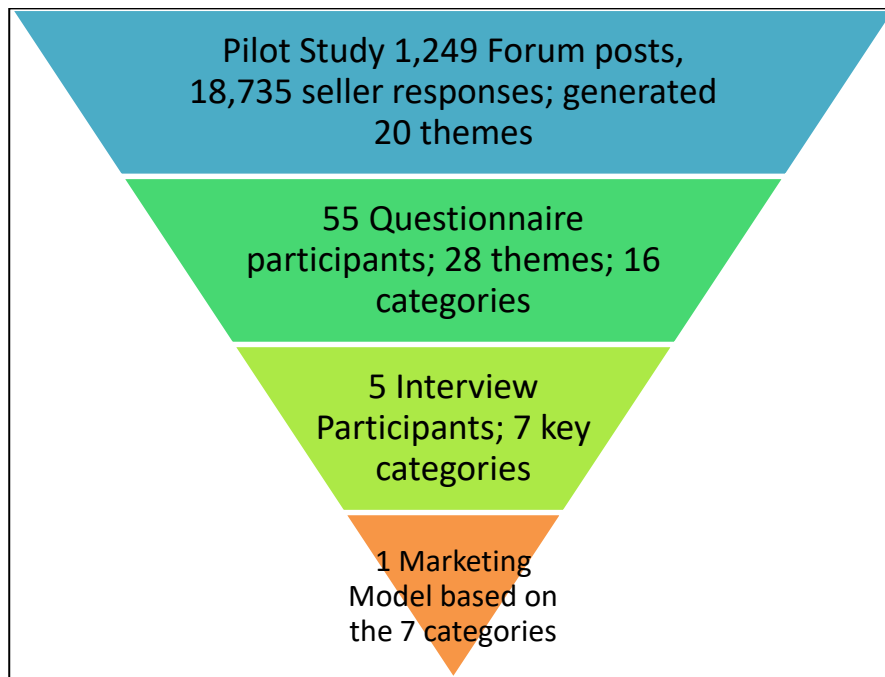 Pilot Study 1,249 Forum posts,
18,735 seller responses; generated
20 themes
55 Questionnaire
participants; 28 themes; 16
categories
5 Interview
Participants; 7 key
categories
1 Marketing
Model based on
the 7 categories